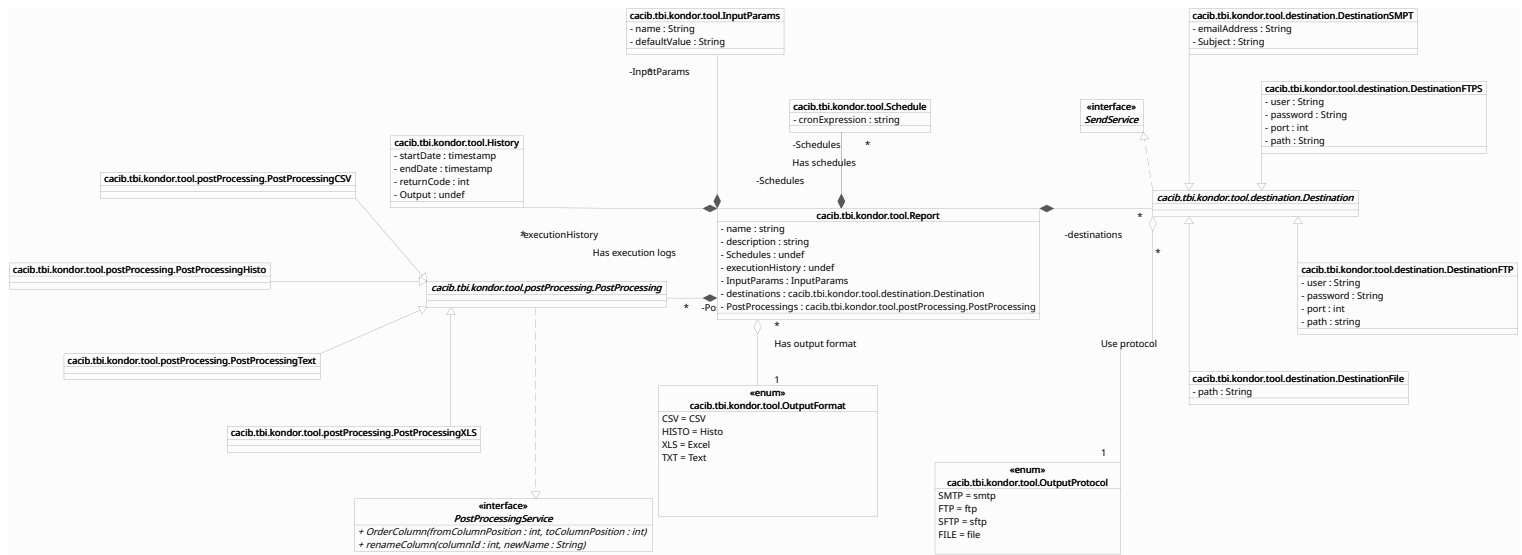 cacib.tbi.kondor.tool.InputParams
- name : String
- defaultValue : String
-InputParams
*
cacib.tbi.kondor.tool.destination.DestinationSMPT
- emailAddress : String
- Subject : String
cacib.tbi.kondor.tool.destination.DestinationFTPS
- user : String
- password : String
- port : int
- path : String
cacib.tbi.kondor.tool.Schedule
- cronExpression : string
-Schedules
*
Has schedules
-Schedules
«interface»
SendService
cacib.tbi.kondor.tool.History
- startDate : timestamp
- endDate : timestamp
- returnCode : int
- Output : undef
cacib.tbi.kondor.tool.postProcessing.PostProcessingCSV
cacib.tbi.kondor.tool.destination.Destination
*
-destinations
*
cacib.tbi.kondor.tool.Report
- name : string
- description : string
- Schedules : undef
- executionHistory : undef
- InputParams : InputParams
- destinations : cacib.tbi.kondor.tool.destination.Destination
- PostProcessings : cacib.tbi.kondor.tool.postProcessing.PostProcessing
*
-executionHistory
Has execution logs
cacib.tbi.kondor.tool.postProcessing.PostProcessingHisto
cacib.tbi.kondor.tool.postProcessing.PostProcessing
*
-Po
cacib.tbi.kondor.tool.destination.DestinationFTP
- user : String
- password : String
- port : int
- path : string
*
Has output format
1
Use protocol
1
cacib.tbi.kondor.tool.postProcessing.PostProcessingText
cacib.tbi.kondor.tool.destination.DestinationFile
- path : String
«enum»
cacib.tbi.kondor.tool.OutputFormat
CSV = CSV
HISTO = Histo
XLS = Excel
TXT = Text
cacib.tbi.kondor.tool.postProcessing.PostProcessingXLS
«enum»
cacib.tbi.kondor.tool.OutputProtocol
SMTP = smtp
FTP = ftp
SFTP = sftp
FILE = file
«interface»
PostProcessingService
+ OrderColumn(fromColumnPosition : int, toColumnPosition : int)
+ renameColumn(columnId : int, newName : String)